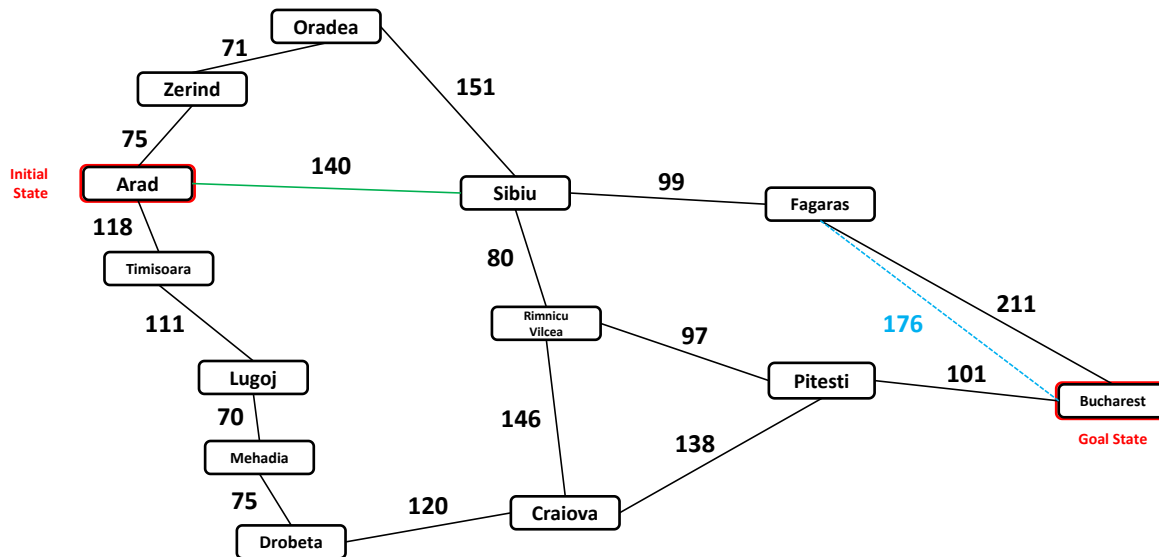 Oradea
71
Zerind
151
75
Initial
State
Arad
140
Sibiu
99
Fagaras
118
Timisoara
80
111
Rimnicu
Vilcea
176
211
97
Lugoj
Pitesti
101
Bucharest
70
146
138
Goal State
Mehadia
75
120
Craiova
Drobeta